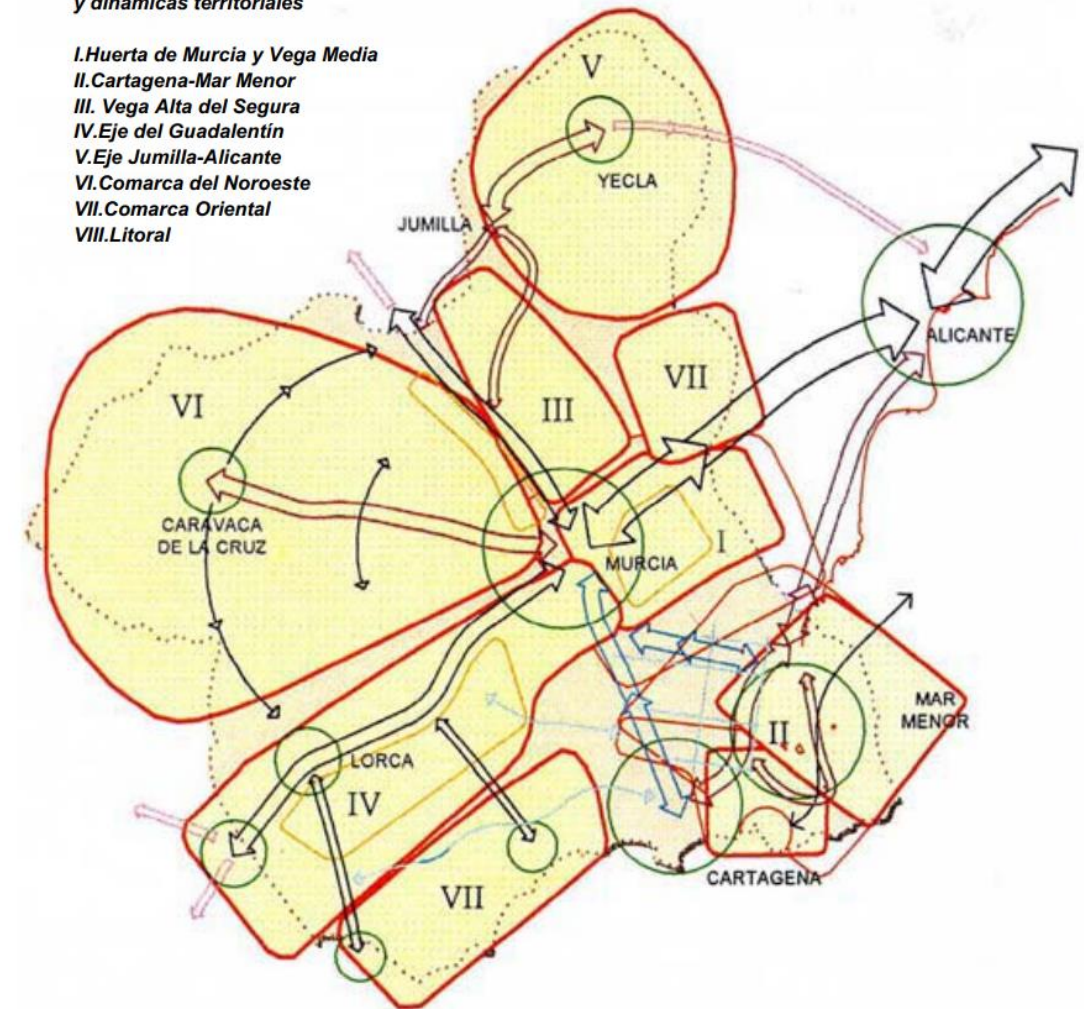 y dinámicas territoriales
I.Huerta de Murcia y Vega Media
II.Cartagena-Mar Menor
III. Vega Alta del Segura
IV.Eje del Guadalentín
V.Eje Jumilla-Alicante
VI.Comarca del Noroeste
VII.Comarca Oriental
VIII.Litoral
V
YECLA
JUMILLA
ALICANTE
VII
VI
III
CARAVACA
DE LA CRUZ
I
MURCIA
MAR
MENOR
II
LORCA
IV
CARTAGENA
VII